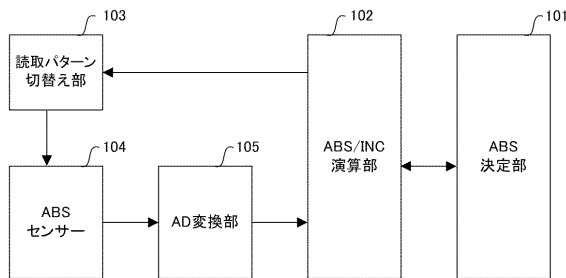 103
102
101
読取パターン
切替え部
104
105
ABS/INC
演算部
ABS
決定部
ABS
センサー
AD変換部